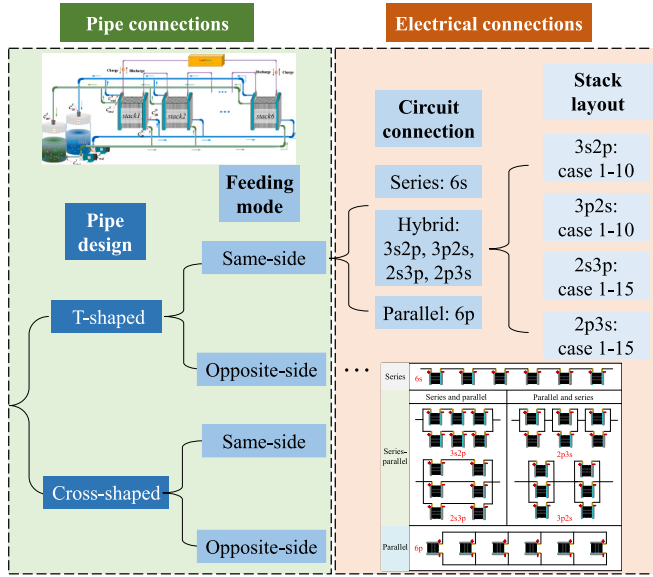 Pipe connections
Electrical connections
Discharge
Charge
Discharge
Charge
stack1
stack2
stack6
Feeding
mode
Pipe
design
Same-side
T-shaped
Opposite-side
Same-side
Cross-shaped
Opposite-side
Circuit
connection
Stack
layout
Series: 6s
Hybrid:
3s2p, 3p2s,
2s3p, 2p3s
Parallel: 6p
3s2p:
case 1-10
3p2s:
case 1-10
2s3p:
case 1-15
2p3s:
case 1-15
...
Series
6s
Series and parallel
Parallel and series
Series-
parallel
3s2p
2p3s
2s3p
3p2s
Parallel
6p